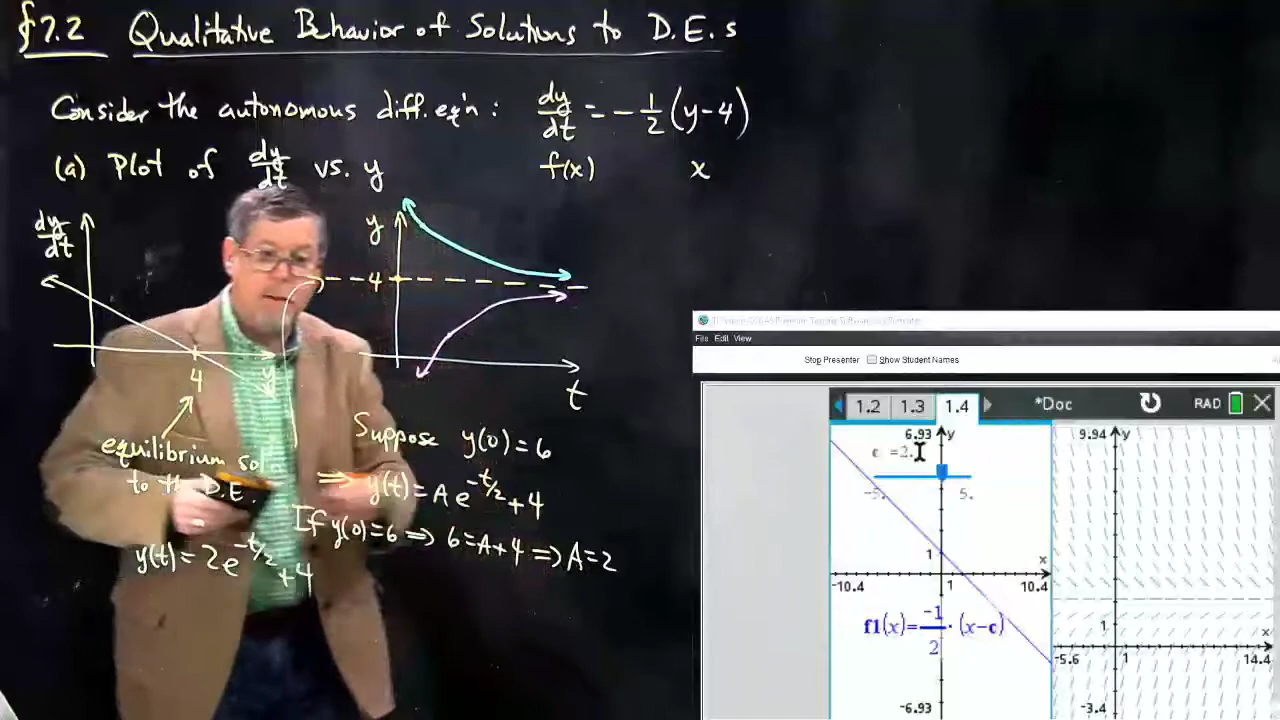 §7.2 Qualitative Behavior of Solutions to D.E.s
Consider the autonomous diff. eq'n: dy/dt = -1/2 (y-4)
(a) Plot of dy/dt vs. y f(x) x
dy/dt
y
4
4
y
t
equilibrium sol
to the D.E.
Suppose y(0)=6
⇒ y(t)=Ae^{-t/2}+4
If y(0)=6 ⇒ 6=A+4 ⇒ A=2
y(t)=2e^{-t/2}+4
File Edit View
Stop Presenter Show Student Names
1.2 1.3 1.4 *Doc RAD
6.93 y
c =2.
-5. 5.
1
x
-10.4 1 10.4
f1(x)=-1/2·(x-c)
-6.93
9.94 y
1
x
-5.6 1 14.4
-3.4